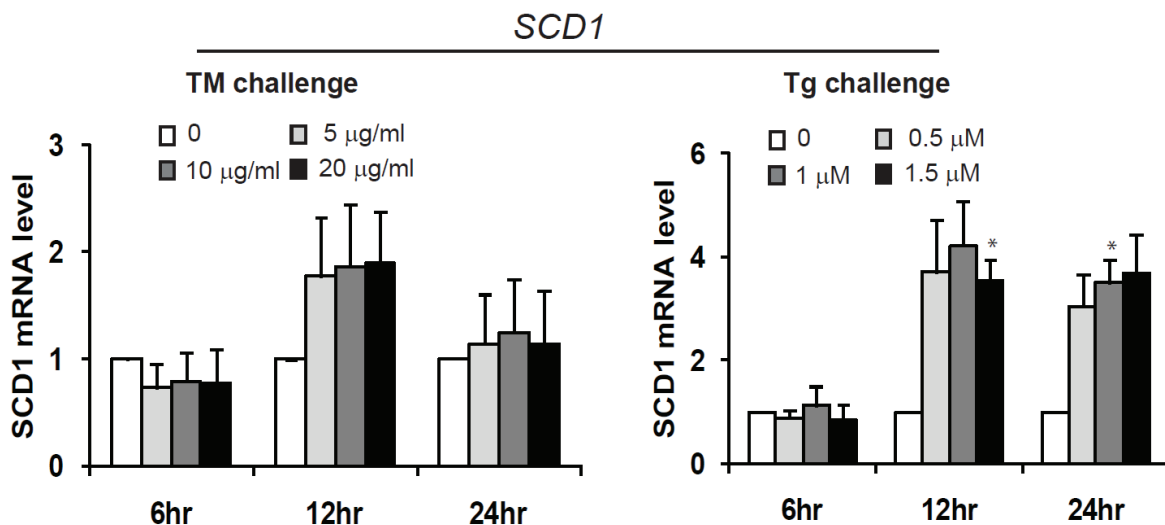 SCD1
TM challenge
0
5 μg/ml
10 μg/ml
20 μg/ml
SCD1 mRNA level
3
2
1
0
6hr
12hr
24hr
Tg challenge
0
0.5 μM
1 μM
1.5 μM
SCD1 mRNA level
6
4
2
0
*
*
6hr
12hr
24hr